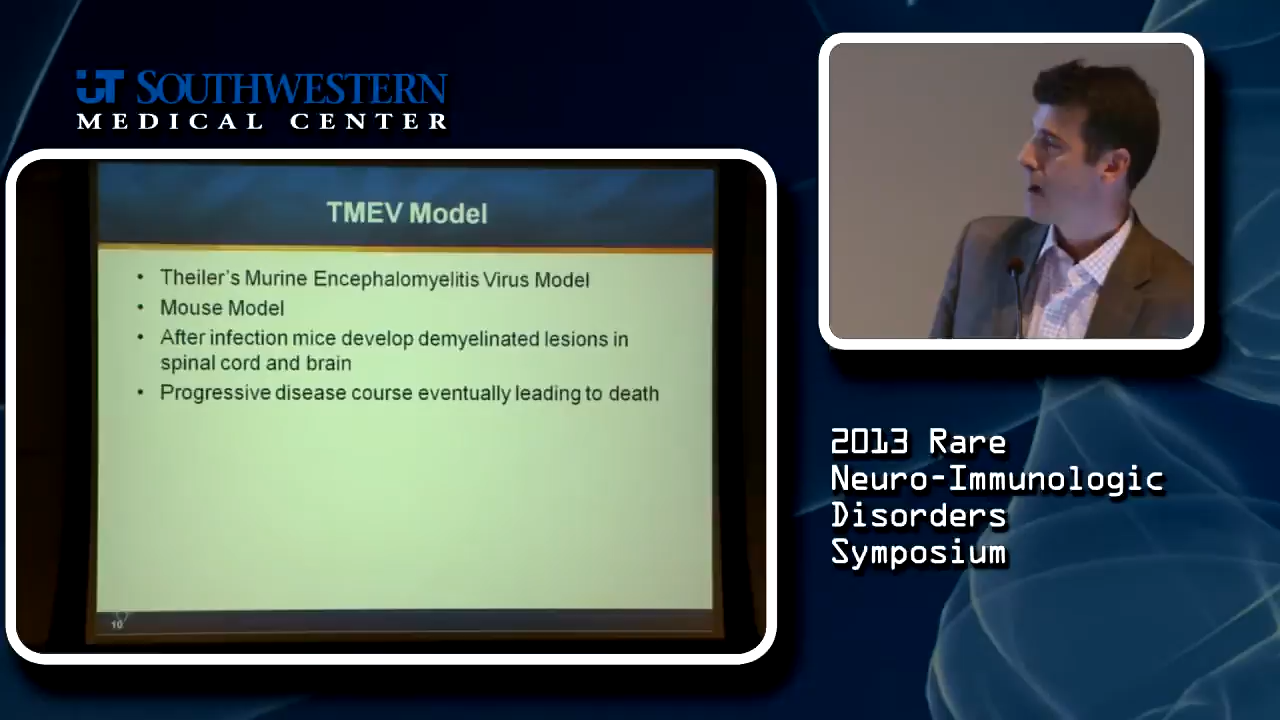 UT SOUTHWESTERN
MEDICAL CENTER
TMEV Model
• Theiler's Murine Encephalomyelitis Virus Model
• Mouse Model
• After infection mice develop demyelinated lesions in
spinal cord and brain
• Progressive disease course eventually leading to death
10
2013 Rare
Neuro-Immunologic
Disorders
Symposium